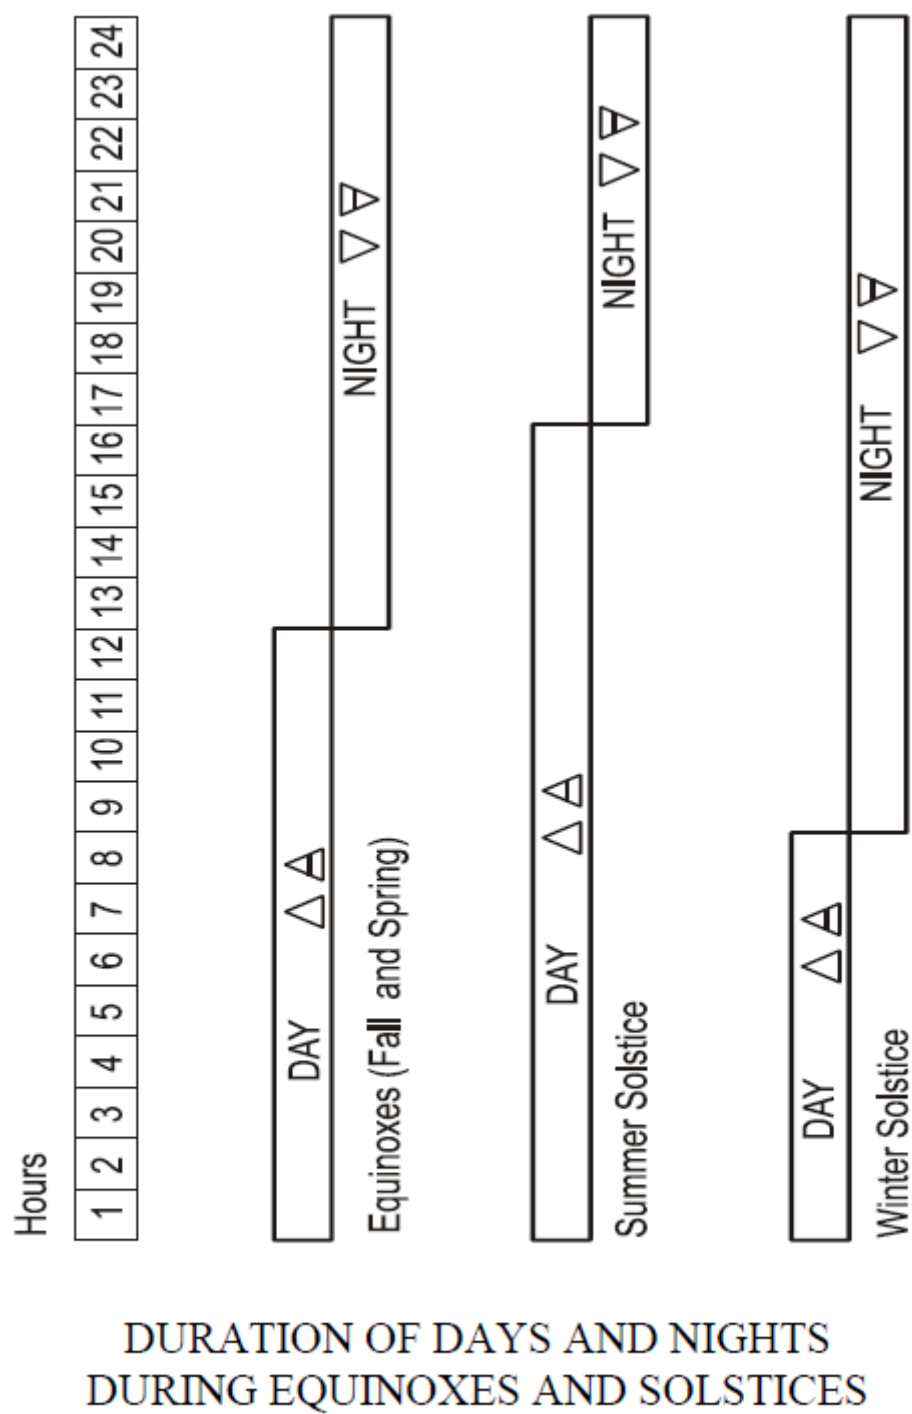 Hours
1 2 3 4 5 6 7 8 9 10 11 12 13 14 15 16 17 18 19 20 21 22 23 24
DAY
NIGHT
Equinoxes (Fall and Spring)
DAY
NIGHT
Summer Solstice
DAY
NIGHT
Winter Solstice
DURATION OF DAYS AND NIGHTS
DURING EQUINOXES AND SOLSTICES